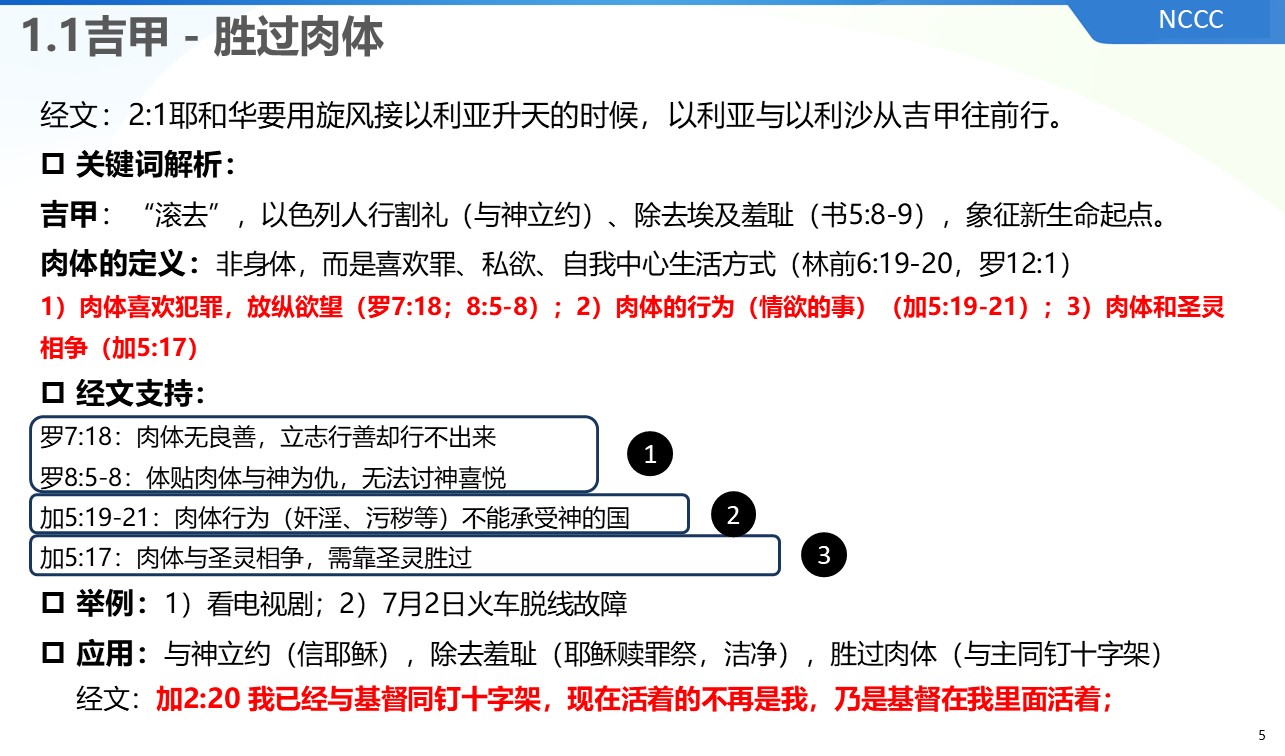 NCCC
1.1吉甲 - 胜过肉体
经文：2:1耶和华要用旋风接以利亚升天的时候，以利亚与以利沙从吉甲往前行。
关键词解析：
吉甲：“滚去”，以色列人行割礼（与神立约）、除去埃及羞耻（书5:8-9），象征新生命起点。
肉体的定义：非身体，而是喜欢罪、私欲、自我中心生活方式（林前6:19-20，罗12:1）
1）肉体喜欢犯罪，放纵欲望（罗7:18；8:5-8）；2）肉体的行为（情欲的事）（加5:19-21）；3）肉体和圣灵
相争（加5:17）
经文支持：
罗7:18：肉体无良善，立志行善却行不出来
罗8:5-8：体贴肉体与神为仇，无法讨神喜悦
1
加5:19-21：肉体行为（奸淫、污秽等）不能承受神的国
2
加5:17：肉体与圣灵相争，需靠圣灵胜过
3
举例：1）看电视剧；2）7月2日火车脱线故障
应用：与神立约（信耶稣），除去羞耻（耶稣赎罪祭，洁净），胜过肉体（与主同钉十字架）
经文：加2:20 我已经与基督同钉十字架，现在活着的不再是我，乃是基督在我里面活着；
5